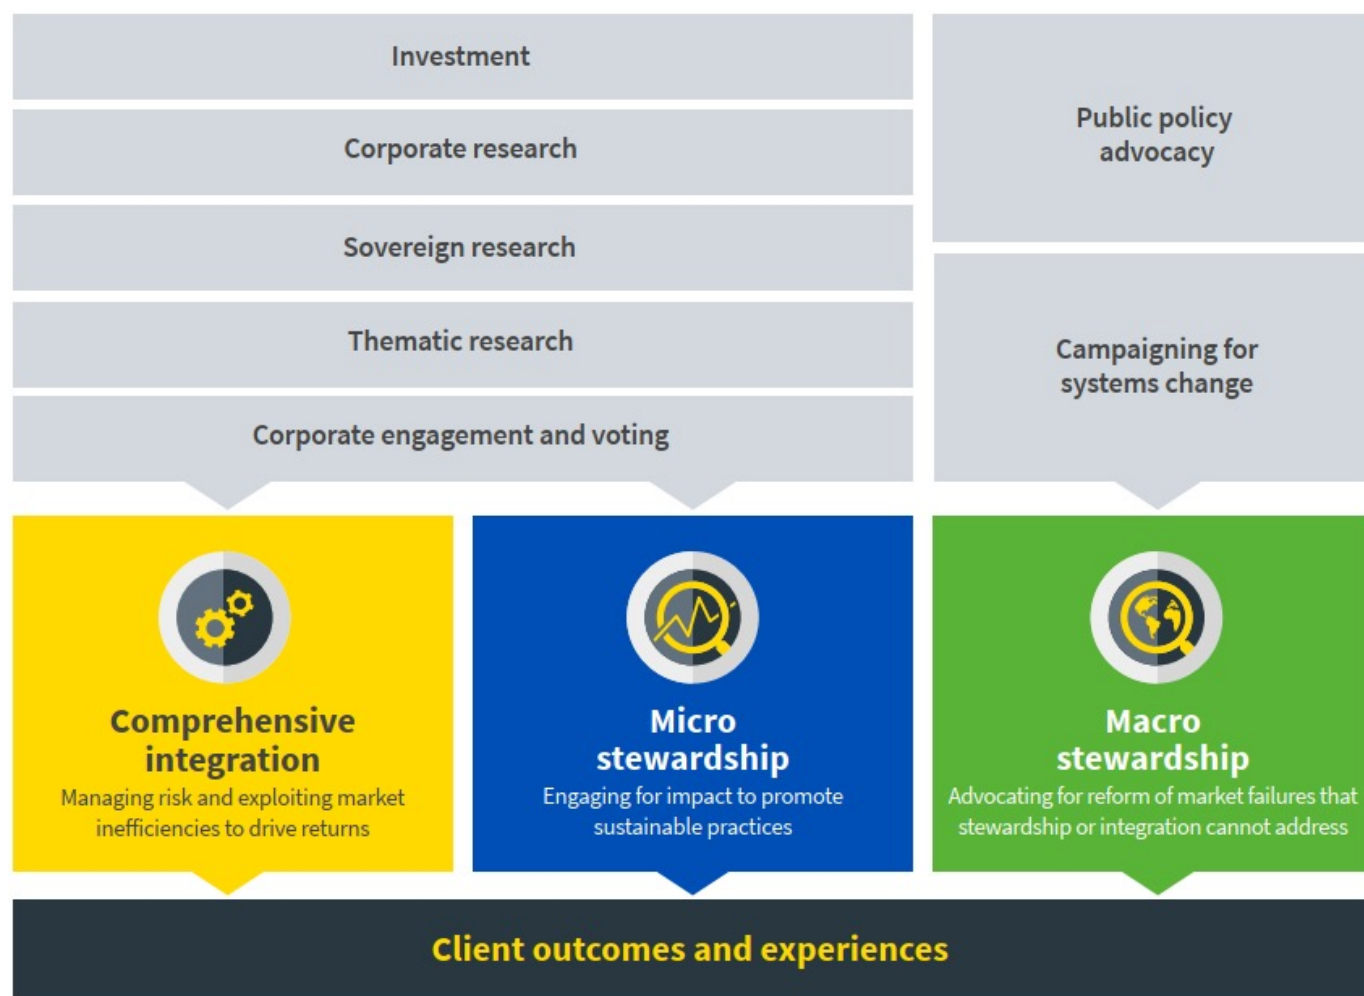 Investment
Corporate research
Sovereign research
Thematic research
Corporate engagement and voting
Public policy
advocacy
Campaigning for
systems change
Comprehensive
integration
Managing risk and exploiting market
inefficiencies to drive returns
Micro
stewardship
Engaging for impact to promote
sustainable practices
Macro
stewardship
Advocating for reform of market failures that
stewardship or integration cannot address
Client outcomes and experiences